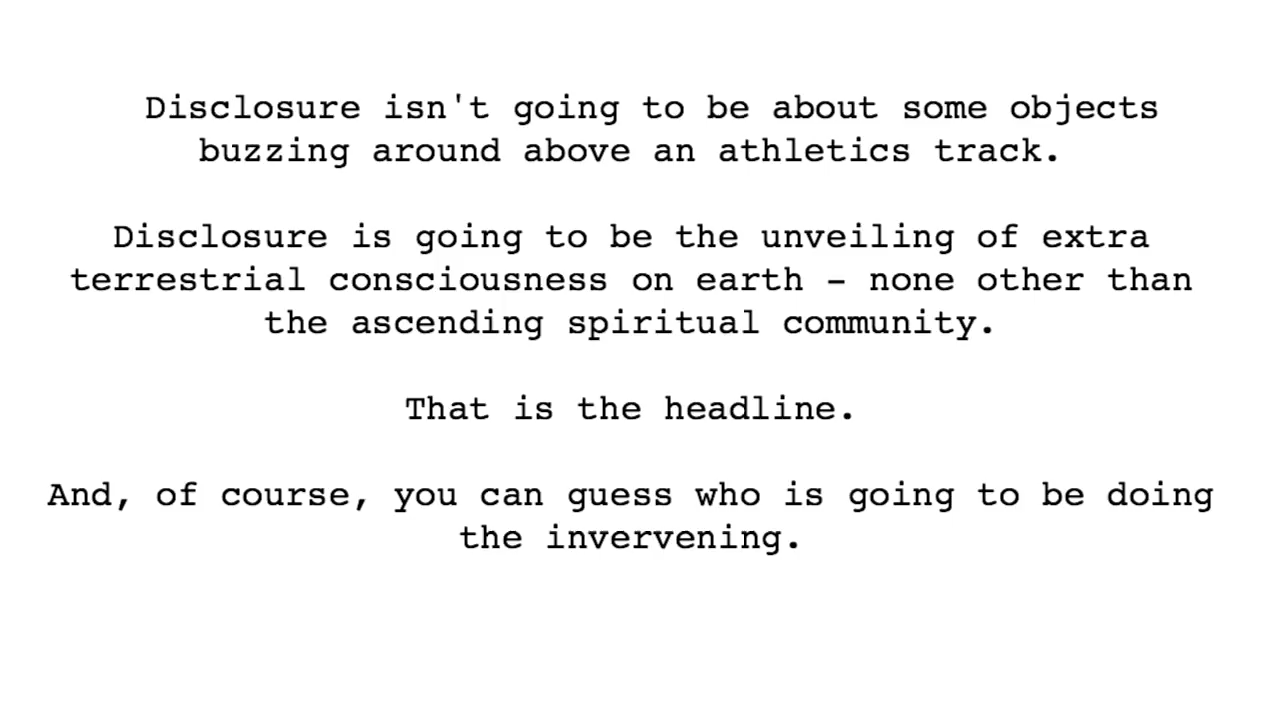 Disclosure isn't going to be about some objects
buzzing around above an athletics track.
Disclosure is going to be the unveiling of extra
terrestrial consciousness on earth – none other than
the ascending spiritual community.
That is the headline.
And, of course, you can guess who is going to be doing
the invervening.